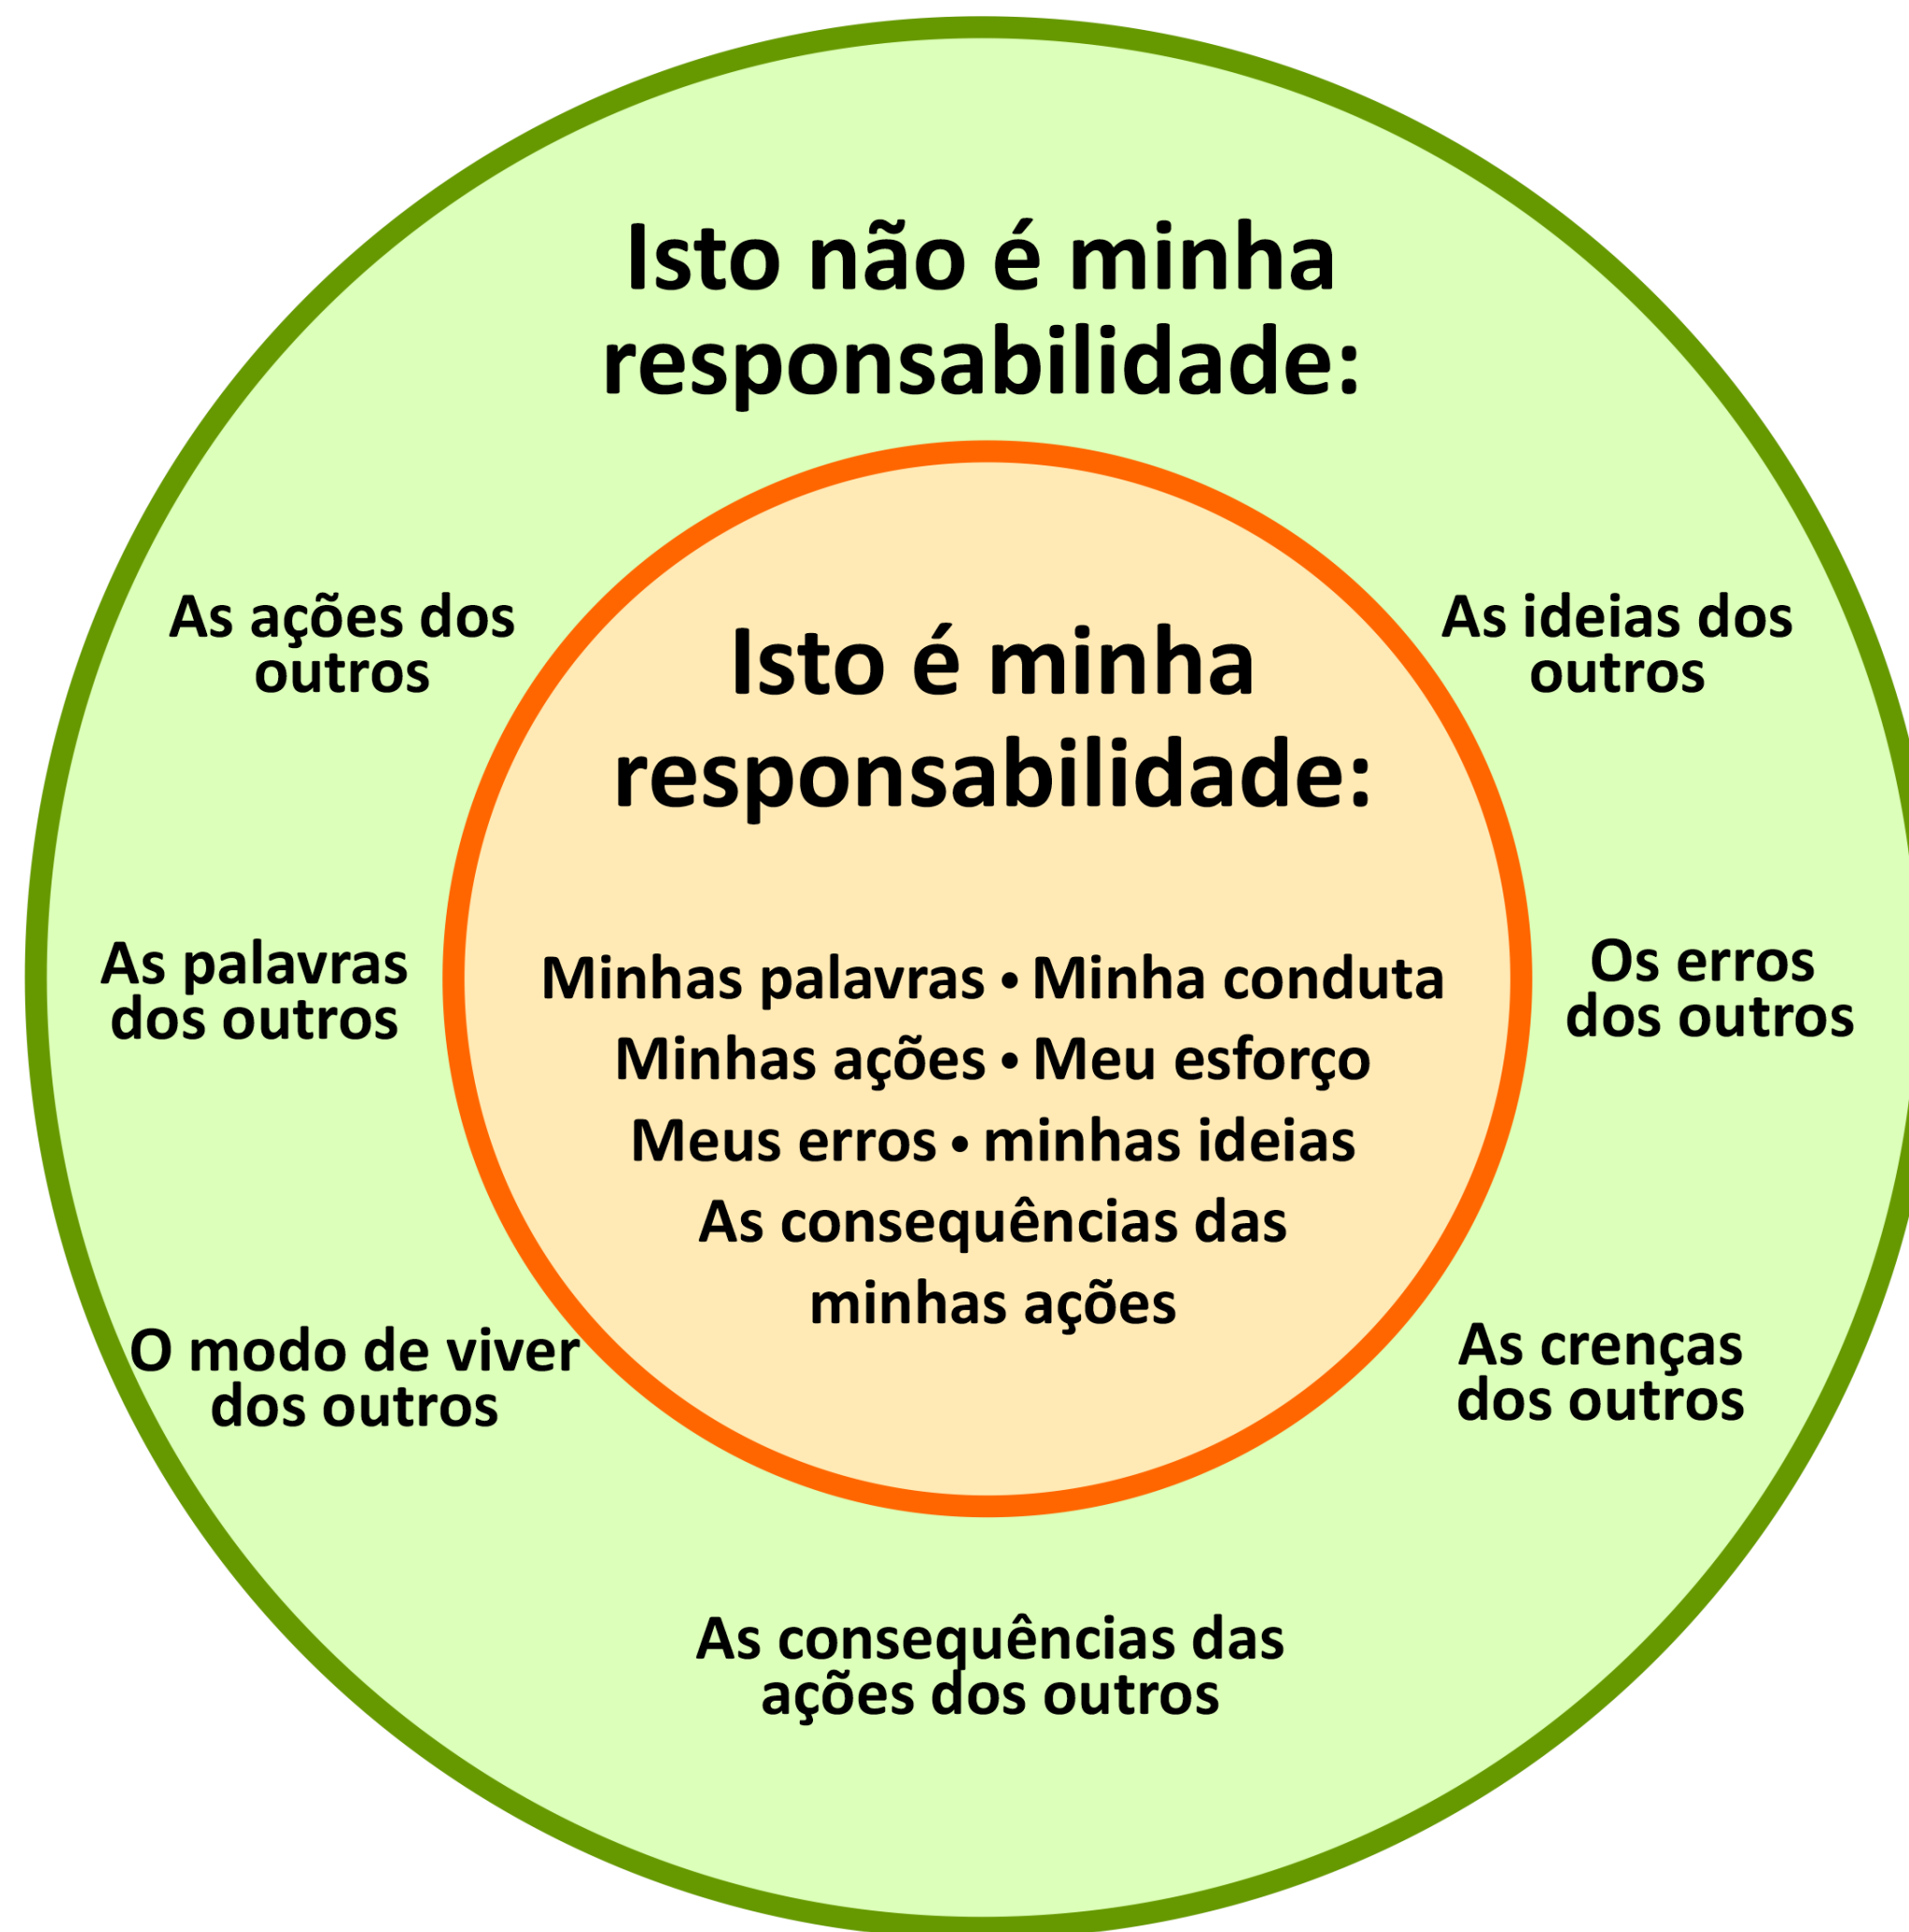 Isto não é minha
responsabilidade:
As ações dos
outros
As ideias dos
outros
Isto é minha
responsabilidade:
As palavras
dos outros
Minhas palavras • Minha conduta
Minhas ações • Meu esforço
Meus erros • minhas ideias
As consequências das
minhas ações
Os erros
dos outros
O modo de viver
dos outros
As crenças
dos outros
As consequências das
ações dos outros